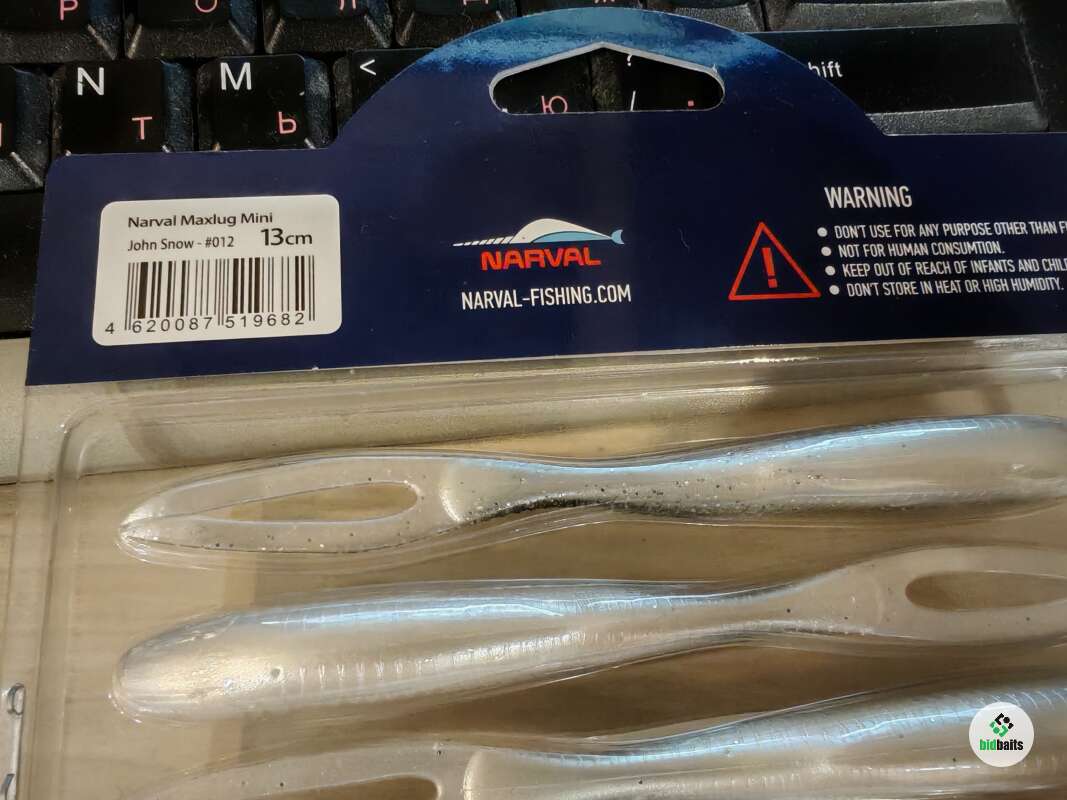 N
M
<
?
Shift
т
ь
ю
/
.
Narval Maxlug Mini
John Snow - #012 13cm
4 620087 519682
NARVAL
NARVAL-FISHING.COM
WARNING
DON'T USE FOR ANY PURPOSE OTHER THAN
NOT FOR HUMAN CONSUMTION.
KEEP OUT OF REACH OF INFANTS AND
DON'T STORE IN HEAT OR HIGH HUMIDITY.
bidbaits